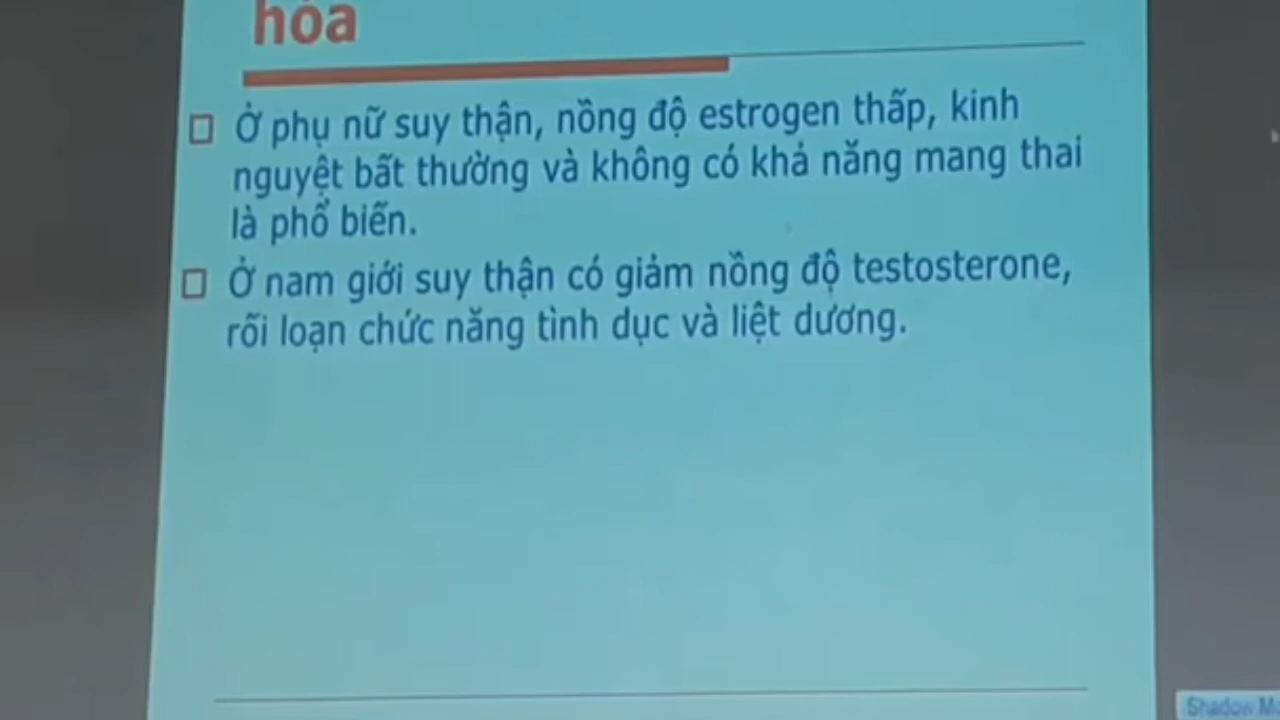 hóa
Ở phụ nữ suy thận, nồng độ estrogen thấp, kinh
nguyệt bất thường và không có khả năng mang thai
là phổ biến.
Ở nam giới suy thận có giảm nồng độ testosterone,
rối loạn chức năng tình dục và liệt dương.
Shadow